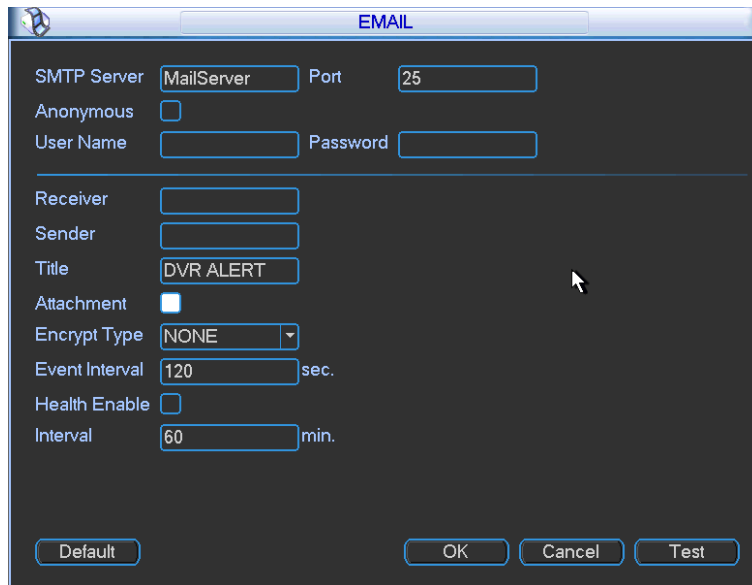 EMAIL
SMTP Server MailServer Port 25
Anonymous
User Name Password
Receiver
Sender
Title DVR ALERT
Attachment
Encrypt Type NONE
Event Interval 120 sec.
Health Enable
Interval 60 min.
Default OK Cancel Test